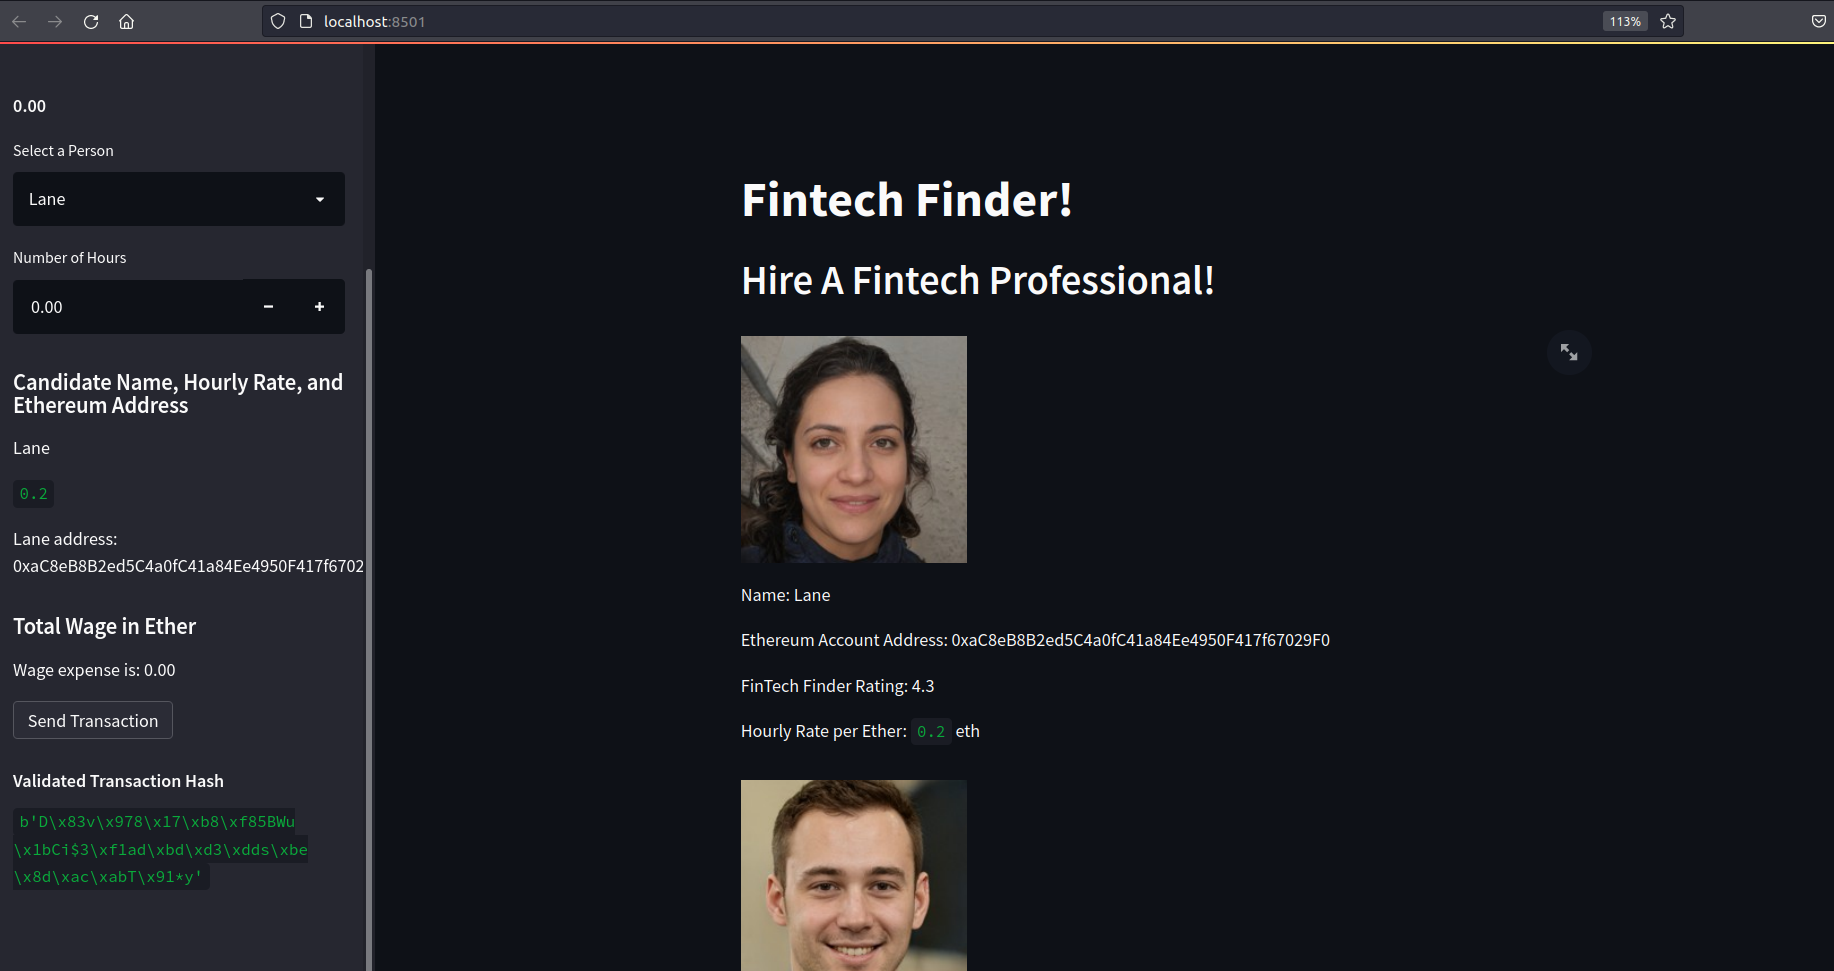 localhost:8501
113%
0.00
Select a Person
Lane
Number of Hours
0.00
Candidate Name, Hourly Rate, and
Ethereum Address
Lane
0.2
Lane address:
0xaC8eB8B2ed5C4a0fC41a84Ee4950F417f6702
Total Wage in Ether
Wage expense is: 0.00
Send Transaction
Validated Transaction Hash
b'D\x83v\x978\x17\xb8\xf85BWu
\x1bCi$3\xf1ad\xbd\xd3\xdds\xbe
\x8d\xac\xabT\x91*y'
Fintech Finder!
Hire A Fintech Professional!
Name: Lane
Ethereum Account Address: 0xaC8eB8B2ed5C4a0fC41a84Ee4950F417f67029F0
FinTech Finder Rating: 4.3
Hourly Rate per Ether: 0.2 eth